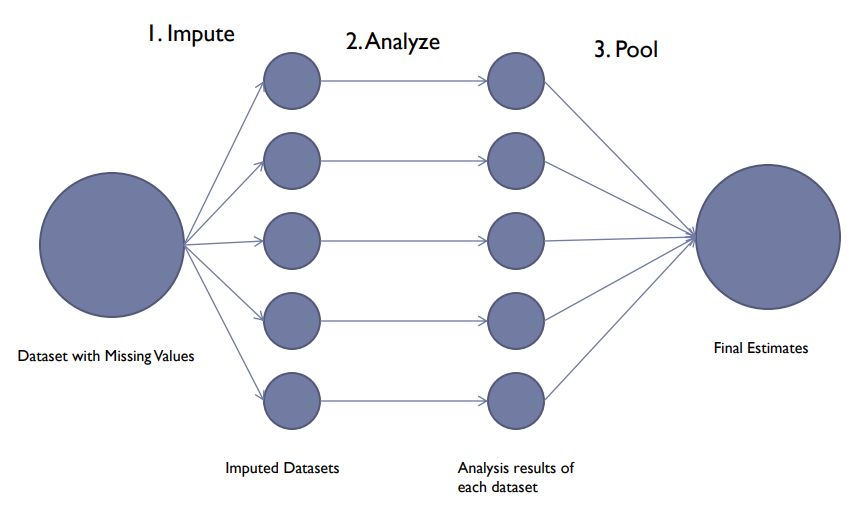 1. Impute
2. Analyze
3. Pool
Dataset with Missing Values
Final Estimates
Imputed Datasets
Analysis results of
each dataset